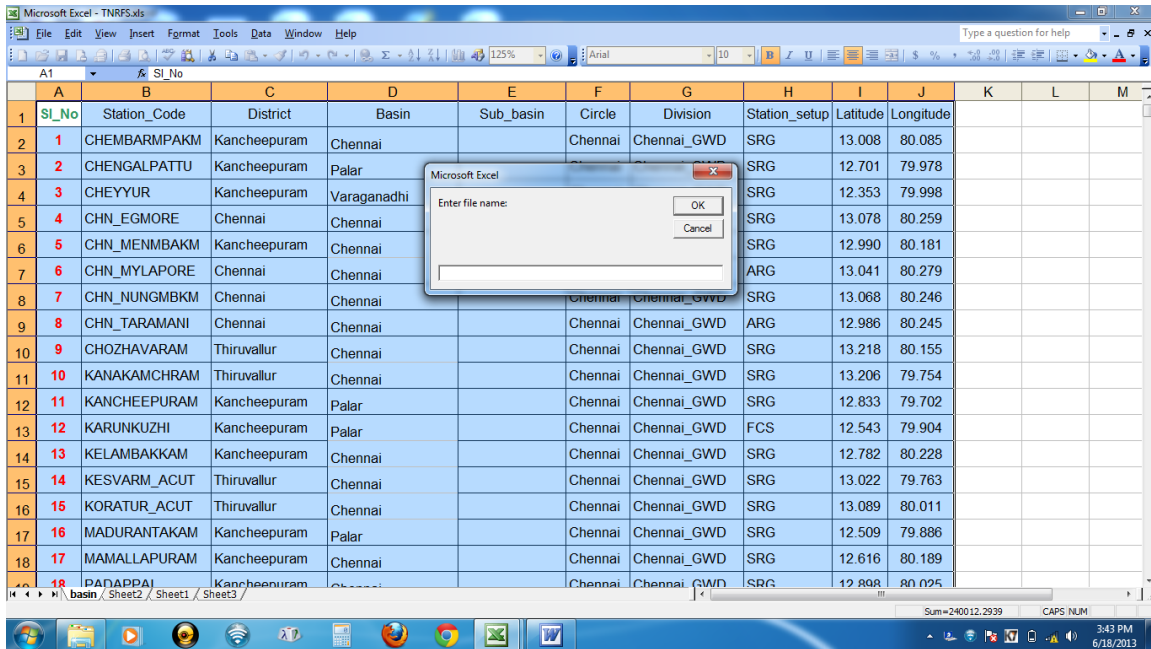 Microsoft Excel - TNRFS.xls
File Edit View Insert Format Tools Data Window Help Type a question for help
125% Arial 10 B I U $ % ,
A1 fx Sl_No
A B C D E F G H I J K L M
1 Sl_No Station_Code District Basin Sub_basin Circle Division Station_setup Latitude Longitude
2 1 CHEMBARMPAKM Kancheepuram Chennai Chennai Chennai_GWD SRG 13.008 80.085
3 2 CHENGALPATTU Kancheepuram Palar SRG 12.701 79.978
4 3 CHEYYUR Kancheepuram Varaganadhi SRG 12.353 79.998
5 4 CHN_EGMORE Chennai Chennai SRG 13.078 80.259
6 5 CHN_MENMBAKM Kancheepuram Chennai SRG 12.990 80.181
7 6 CHN_MYLAPORE Chennai Chennai ARG 13.041 80.279
8 7 CHN_NUNGMBKM Chennai Chennai Chennai Chennai_GWD SRG 13.068 80.246
9 8 CHN_TARAMANI Chennai Chennai Chennai Chennai_GWD ARG 12.986 80.245
10 9 CHOZHAVARAM Thiruvallur Chennai Chennai Chennai_GWD SRG 13.218 80.155
11 10 KANAKAMCHRAM Thiruvallur Chennai Chennai Chennai_GWD SRG 13.206 79.754
12 11 KANCHEEPURAM Kancheepuram Palar Chennai Chennai_GWD SRG 12.833 79.702
13 12 KARUNKUZHI Kancheepuram Palar Chennai Chennai_GWD FCS 12.543 79.904
14 13 KELAMBAKKAM Kancheepuram Chennai Chennai Chennai_GWD SRG 12.782 80.228
15 14 KESVARM_ACUT Thiruvallur Chennai Chennai Chennai_GWD SRG 13.022 79.763
16 15 KORATUR_ACUT Thiruvallur Chennai Chennai Chennai_GWD SRG 13.089 80.011
17 16 MADURANTAKAM Kancheepuram Palar Chennai Chennai_GWD SRG 12.509 79.886
18 17 MAMALLAPURAM Kancheepuram Chennai Chennai Chennai_GWD SRG 12.616 80.189
18 PADAPPAI Kancheepuram Chennai Chennai Chennai_GWD SRG 12.898 80.025
Microsoft Excel
Enter file name:
OK
Cancel
basin Sheet2 Sheet1 Sheet3
Sum=240012.2939 CAPS NUM
3:43 PM
6/18/2013